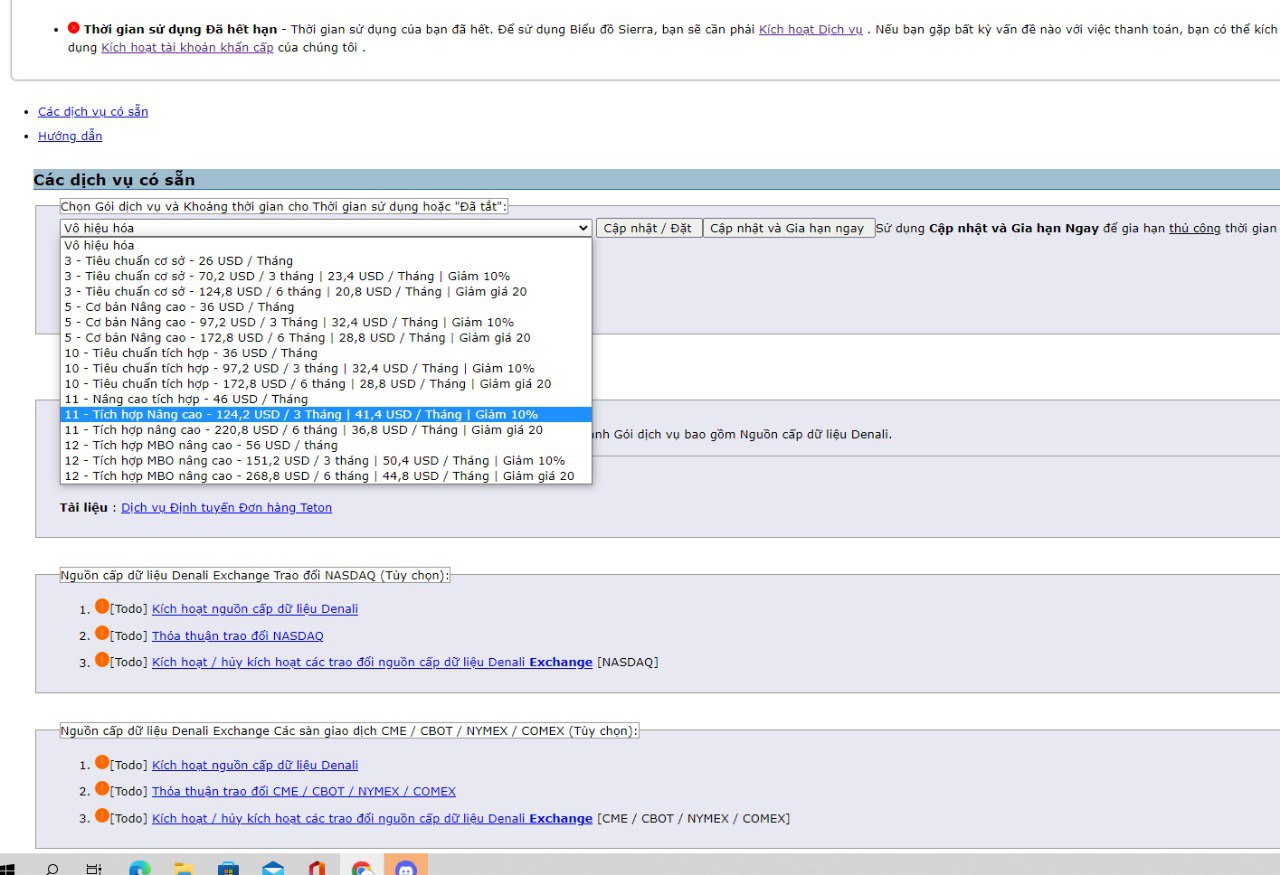 Thời gian sử dụng Đã hết hạn - Thời gian sử dụng của bạn đã hết. Để sử dụng Biểu đồ Sierra, bạn sẽ cần phải Kích hoạt Dịch vụ . Nếu bạn gặp bất kỳ vấn đề nào với việc thanh toán, bạn có thể kích
dụng Kích hoạt tài khoản khẩn cấp của chúng tôi .
Các dịch vụ có sẵn
Hướng dẫn
Các dịch vụ có sẵn
Chọn Gói dịch vụ và Khoảng thời gian cho Thời gian sử dụng hoặc "Đã tắt":
Vô hiệu hóa Cập nhật / Đặt Cập nhật và Gia hạn ngay Sử dụng Cập nhật và Gia hạn Ngay để gia hạn thủ công thời gian
Vô hiệu hóa
3 - Tiêu chuẩn cơ sở - 26 USD / Tháng
3 - Tiêu chuẩn cơ sở - 70,2 USD / 3 tháng | 23,4 USD / Tháng | Giảm 10%
3 - Tiêu chuẩn cơ sở - 124,8 USD / 6 tháng | 20,8 USD / Tháng | Giảm giá 20
5 - Cơ bản Nâng cao - 36 USD / Tháng
5 - Cơ bản Nâng cao - 97,2 USD / 3 Tháng | 32,4 USD / Tháng | Giảm 10%
5 - Cơ bản Nâng cao - 172,8 USD / 6 Tháng | 28,8 USD / Tháng | Giảm giá 20
10 - Tiêu chuẩn tích hợp - 36 USD / Tháng
10 - Tiêu chuẩn tích hợp - 97,2 USD / 3 tháng | 32,4 USD / Tháng | Giảm 10%
10 - Tiêu chuẩn tích hợp - 172,8 USD / 6 tháng | 28,8 USD / Tháng | Giảm giá 20
11 - Nâng cao tích hợp - 46 USD / Tháng
11 - Tích hợp Nâng cao - 124,2 USD / 3 Tháng | 41,4 USD / Tháng | Giảm 10%
11 - Tích hợp nâng cao - 220,8 USD / 6 tháng | 36,8 USD / Tháng | Giảm giá 20
ành Gói dịch vụ bao gồm Nguồn cấp dữ liệu Denali.
12 - Tích hợp MBO nâng cao - 56 USD / tháng
12 - Tích hợp MBO nâng cao - 151,2 USD / 3 tháng | 50,4 USD / Tháng | Giảm 10%
12 - Tích hợp MBO nâng cao - 268,8 USD / 6 tháng | 44,8 USD / Tháng | Giảm giá 20
Tài liệu : Dịch vụ Định tuyến Đơn hàng Teton
Nguồn cấp dữ liệu Denali Exchange Trao đổi NASDAQ (Tùy chọn):
1. [Todo] Kích hoạt nguồn cấp dữ liệu Denali
2. [Todo] Thỏa thuận trao đổi NASDAQ
3. [Todo] Kích hoạt / hủy kích hoạt các trao đổi nguồn cấp dữ liệu Denali Exchange [NASDAQ]
Nguồn cấp dữ liệu Denali Exchange Các sàn giao dịch CME / CBOT / NYMEX / COMEX (Tùy chọn):
1. [Todo] Kích hoạt nguồn cấp dữ liệu Denali
2. [Todo] Thỏa thuận trao đổi CME / CBOT / NYMEX / COMEX
3. [Todo] Kích hoạt / hủy kích hoạt các trao đổi nguồn cấp dữ liệu Denali Exchange [CME / CBOT / NYMEX / COMEX]